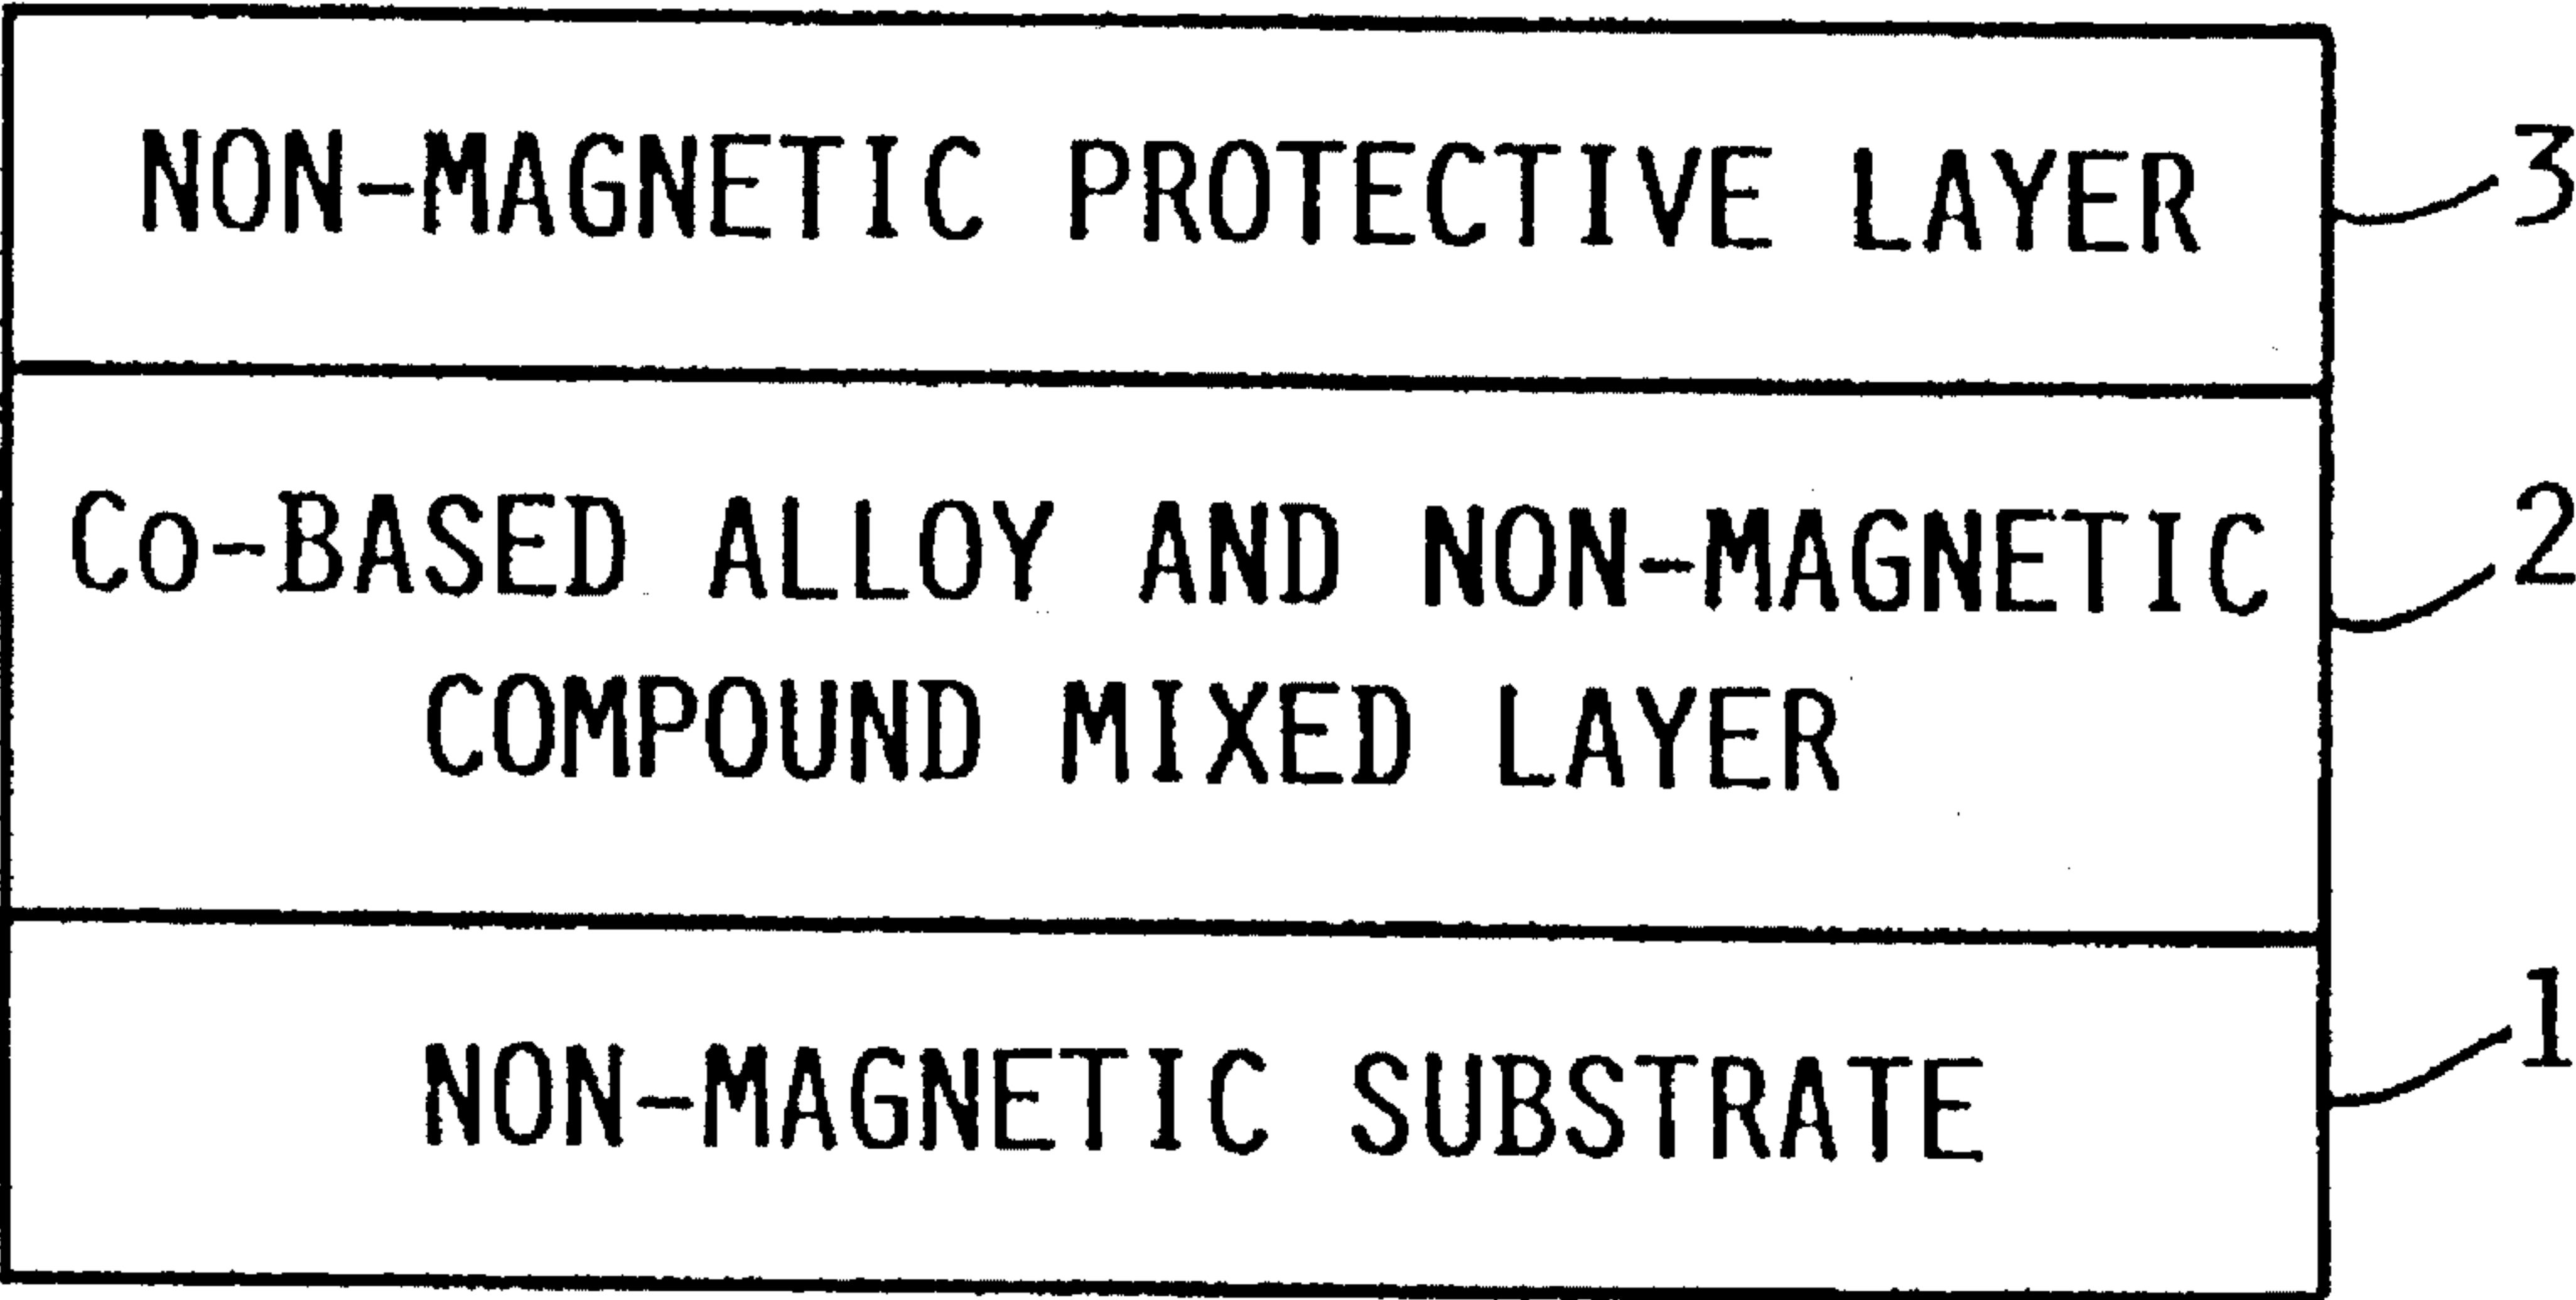 NON-MAGNETIC PROTECTIVE LAYER 3
Co-BASED ALLOY AND NON-MAGNETIC 2
COMPOUND MIXED LAYER
NON-MAGNETIC SUBSTRATE 1